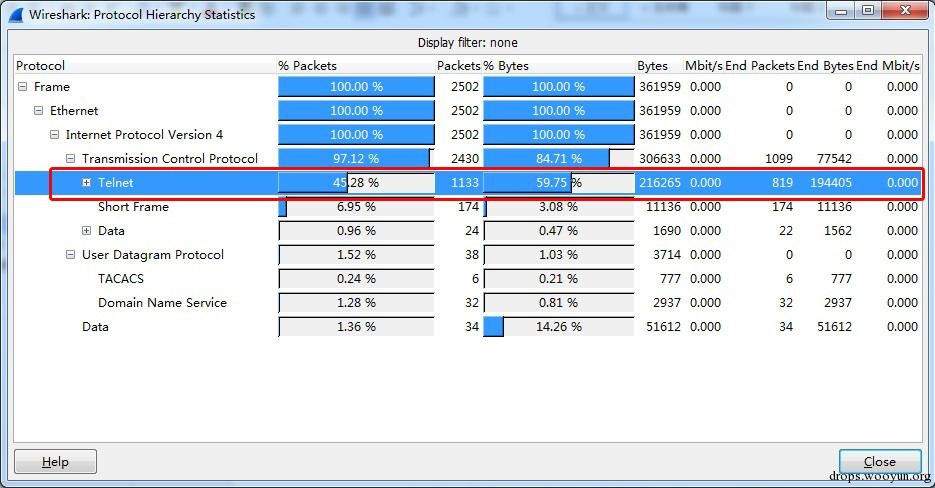 Wireshark: Protocol Hierarchy Statistics
Display filter: none
Protocol % Packets Packets % Bytes Bytes Mbit/s End Packets End Bytes End Mbit/s
Frame 100.00 % 2502 100.00 % 361959 0.000 0 0 0.000
Ethernet 100.00 % 2502 100.00 % 361959 0.000 0 0 0.000
Internet Protocol Version 4 100.00 % 2502 100.00 % 361959 0.000 0 0 0.000
Transmission Control Protocol 97.12 % 2430 84.71 % 306633 0.000 1099 77542 0.000
Telnet 45.28 % 1133 59.75 % 216265 0.000 819 194405 0.000
Short Frame 6.95 % 174 3.08 % 11136 0.000 174 11136 0.000
Data 0.96 % 24 0.47 % 1690 0.000 22 1562 0.000
User Datagram Protocol 1.52 % 38 1.03 % 3714 0.000 0 0 0.000
TACACS 0.24 % 6 0.21 % 777 0.000 6 777 0.000
Domain Name Service 1.28 % 32 0.81 % 2937 0.000 32 2937 0.000
Data 1.36 % 34 14.26 % 51612 0.000 34 51612 0.000
Help Close
drops.wooyun.org